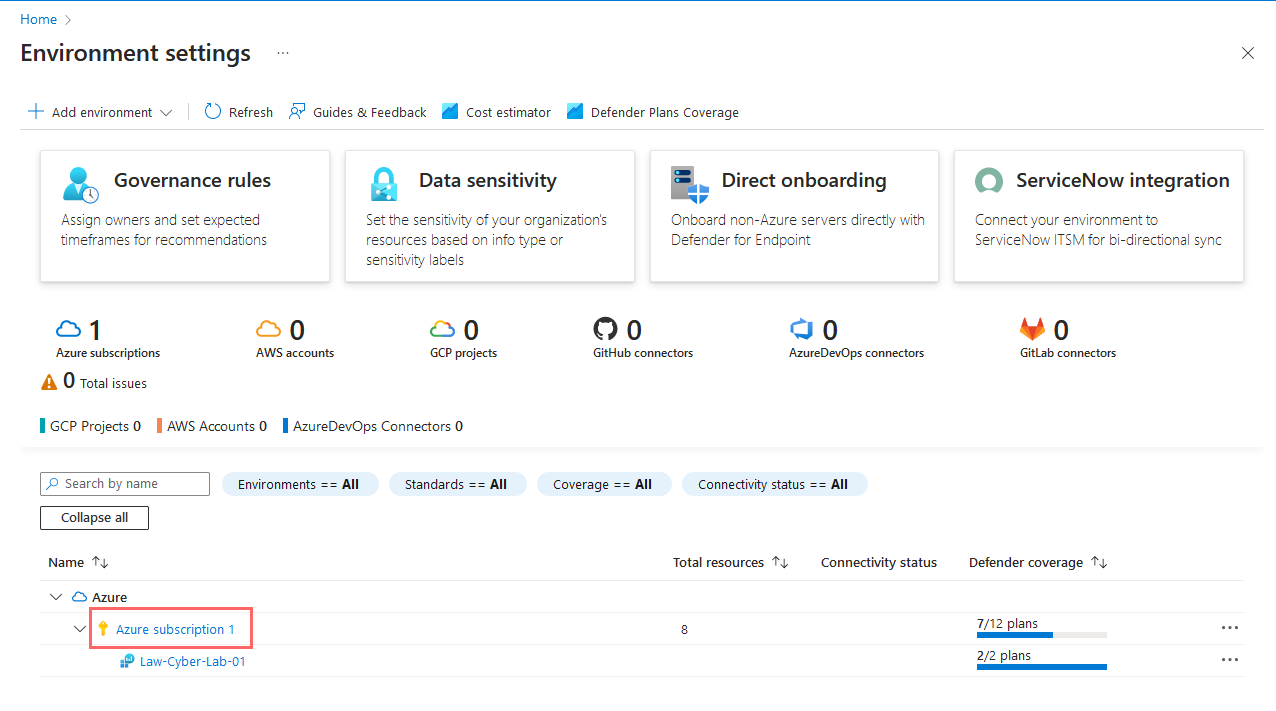 Home
Environment settings ...
Add environment Refresh Guides & Feedback Cost estimator Defender Plans Coverage
Governance rules
Assign owners and set expected
timeframes for recommendations
Data sensitivity
Set the sensitivity of your organization's
resources based on info type or
sensitivity labels
Direct onboarding
Onboard non-Azure servers directly with
Defender for Endpoint
ServiceNow integration
Connect your environment to
ServiceNow ITSM for bi-directional sync
1
Azure subscriptions
0
AWS accounts
0
GCP projects
0
GitHub connectors
0
AzureDevOps connectors
0
GitLab connectors
0 Total issues
GCP Projects 0 AWS Accounts 0 AzureDevOps Connectors 0
Search by name Environments == All Standards == All Coverage == All Connectivity status == All
Collapse all
Name Total resources Connectivity status Defender coverage
Azure
Azure subscription 1 8 7/12 plans
Law-Cyber-Lab-01 2/2 plans